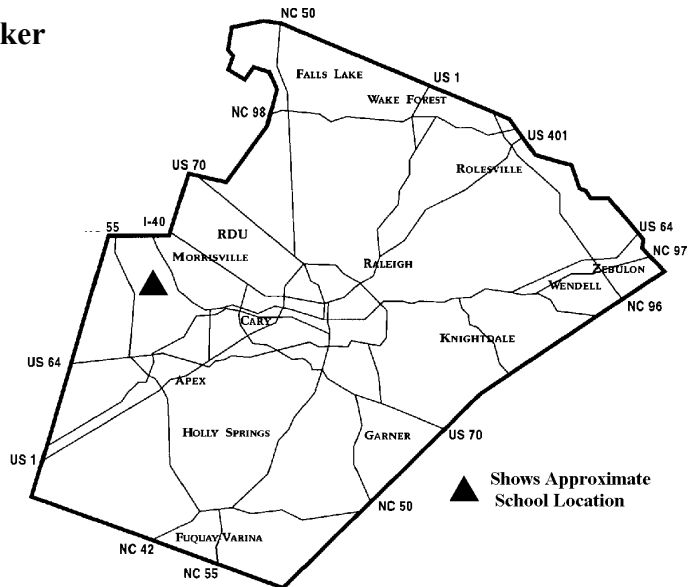 ker
NC 50
FALLS LAKE
US 1
WAKE FOREST
NC 98
US 401
US 70
ROLESVILLE
55
I-40
RDU
US 64
MORRISVILLE
NC 97
RALEIGH
ZEBULON
WENDELL
NC 96
CARY
KNIGHTDALE
US 64
APEX
HOLLY SPRINGS
GARNER
US 70
US 1
Shows Approximate
School Location
NC 50
FUQUAY VARINA
NC 42
NC 55